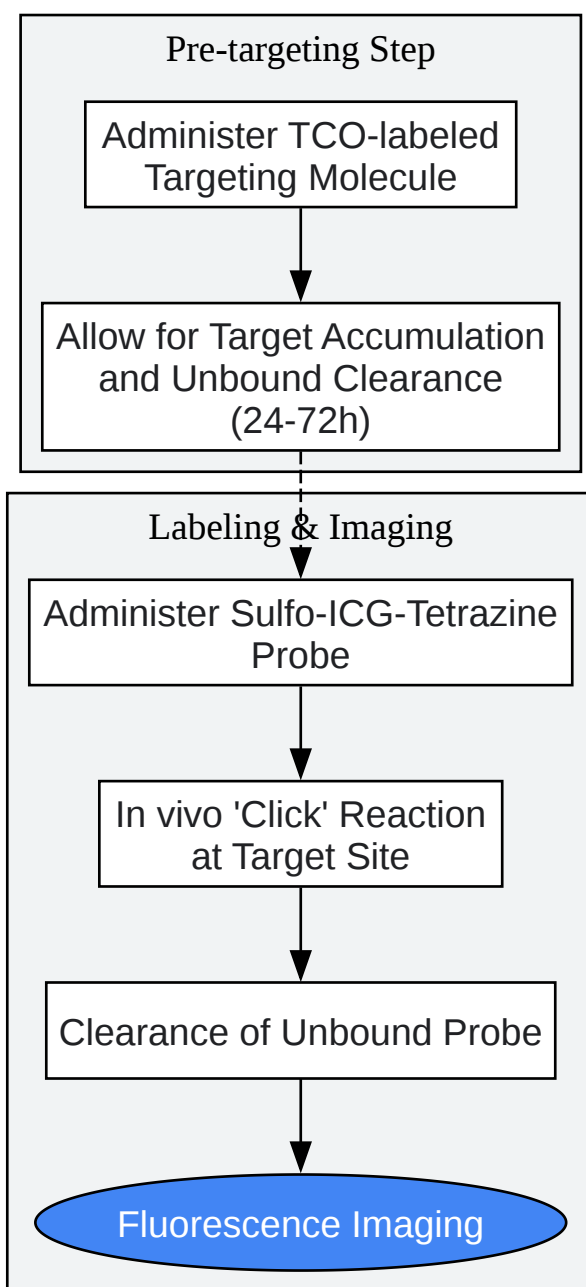 Pre-targeting Step
Administer TCO-labeled
Targeting Molecule
Allow for Target Accumulation
and Unbound Clearance
(24-72h)
Labeling & Imaging
Administer Sulfo-ICG-Tetrazine
Probe
In vivo 'Click' Reaction
at Target Site
Clearance of Unbound Probe
Fluorescence Imaging